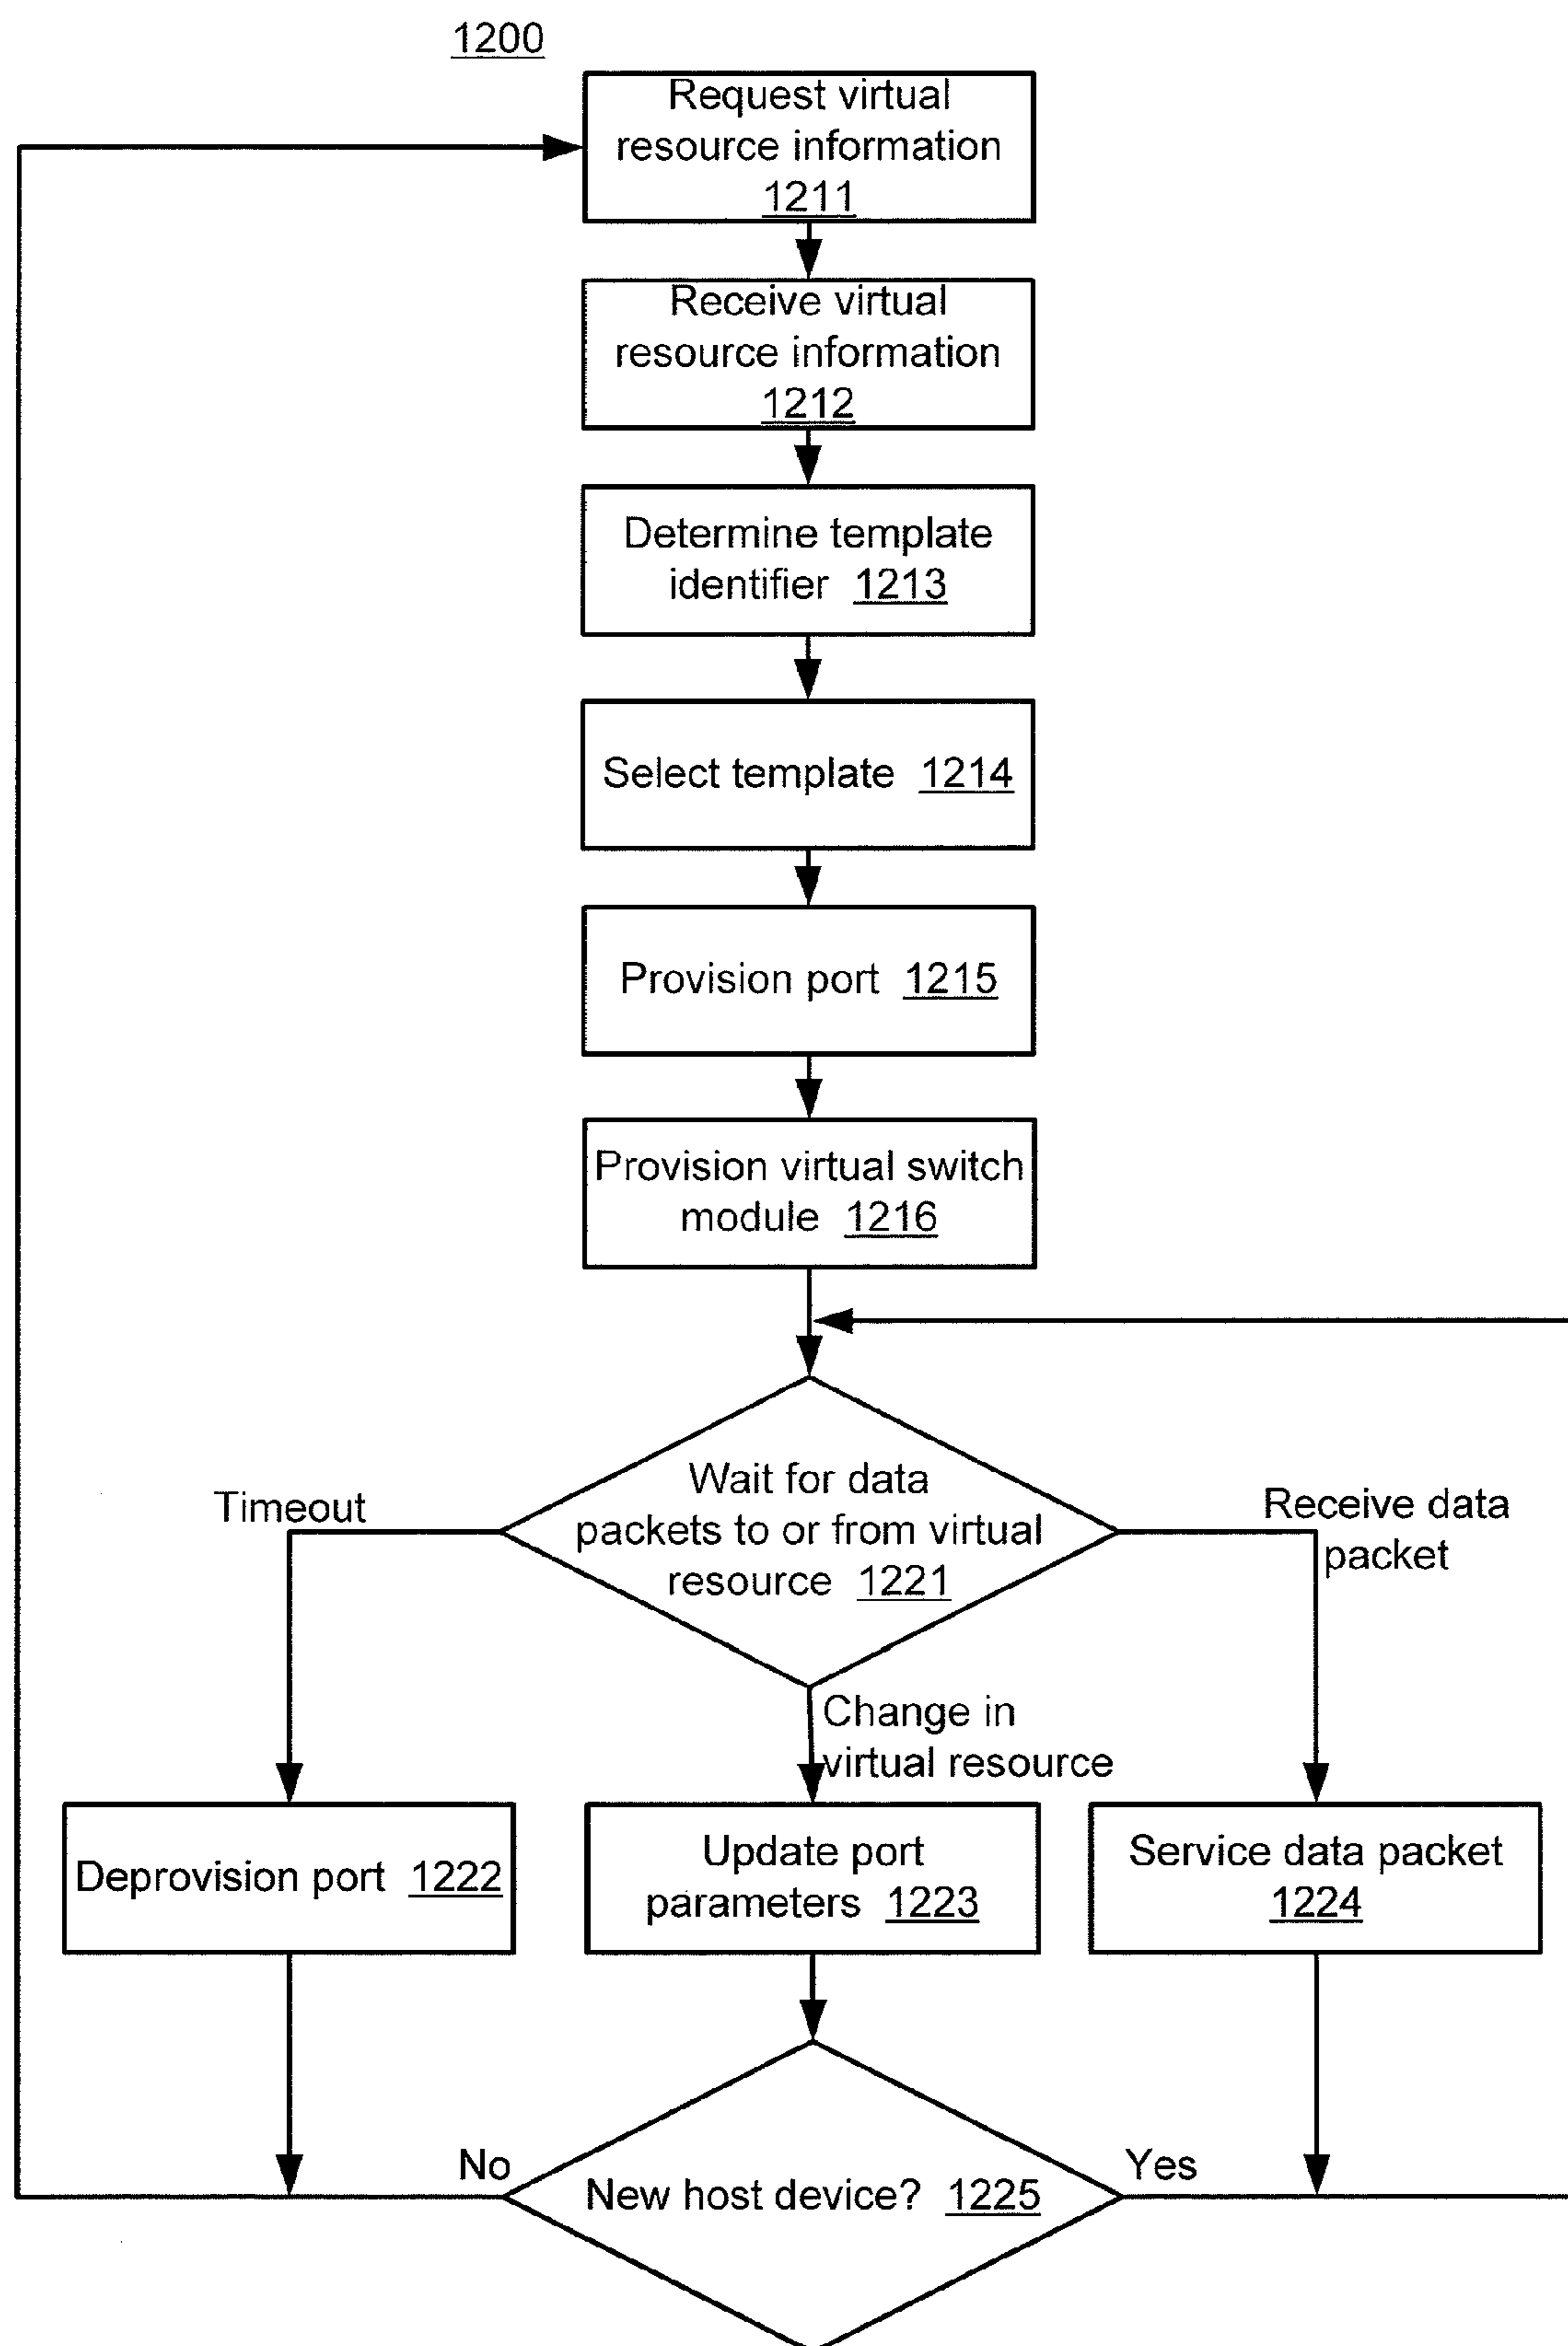 1200
Request virtual
resource information
1211
Receive virtual
resource information
1212
Determine template
identifier 1213
Select template 1214
Provision port 1215
Provision virtual switch
module 1216
Wait for data
packets to or from virtual
resource 1221
Timeout
Receive data
packet
Change in
virtual resource
Deprovision port 1222
Update port
parameters 1223
Service data packet
1224
No
New host device? 1225
Yes